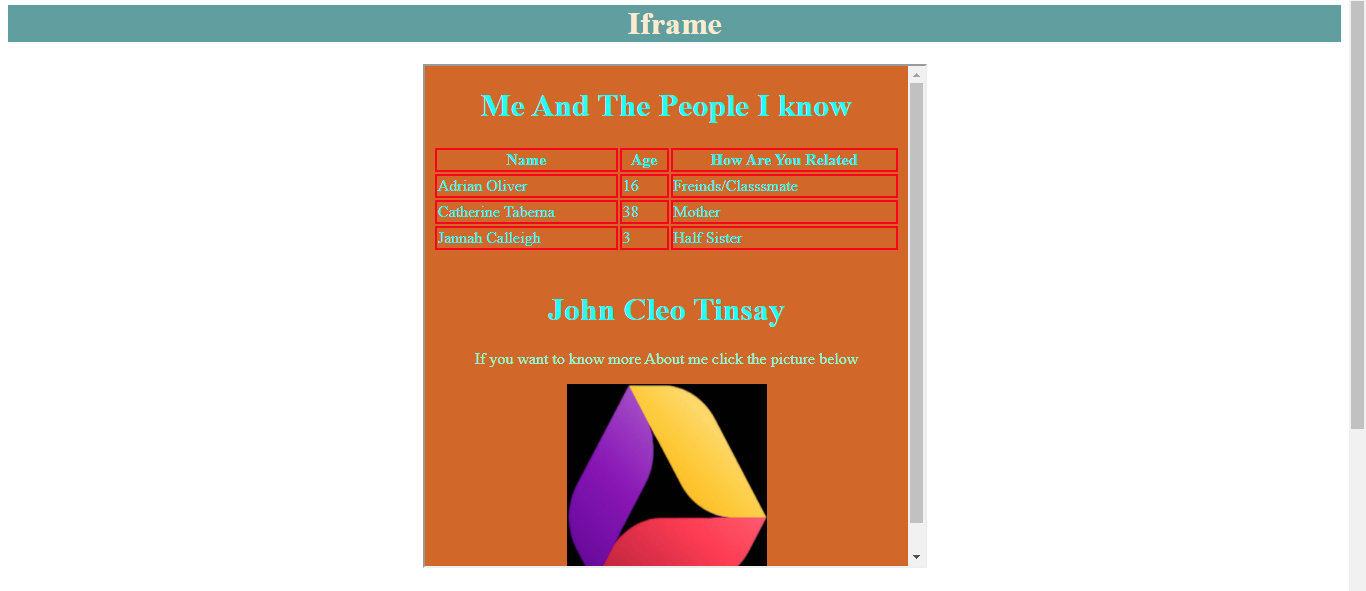 Iframe
Me And The People I know
Name Age How Are You Related
Adrian Oliver 16 Freinds/Classsmate
Catherine Taberna 38 Mother
Jannah Calleigh 3 Half Sister
John Cleo Tinsay
If you want to know more About me click the picture below